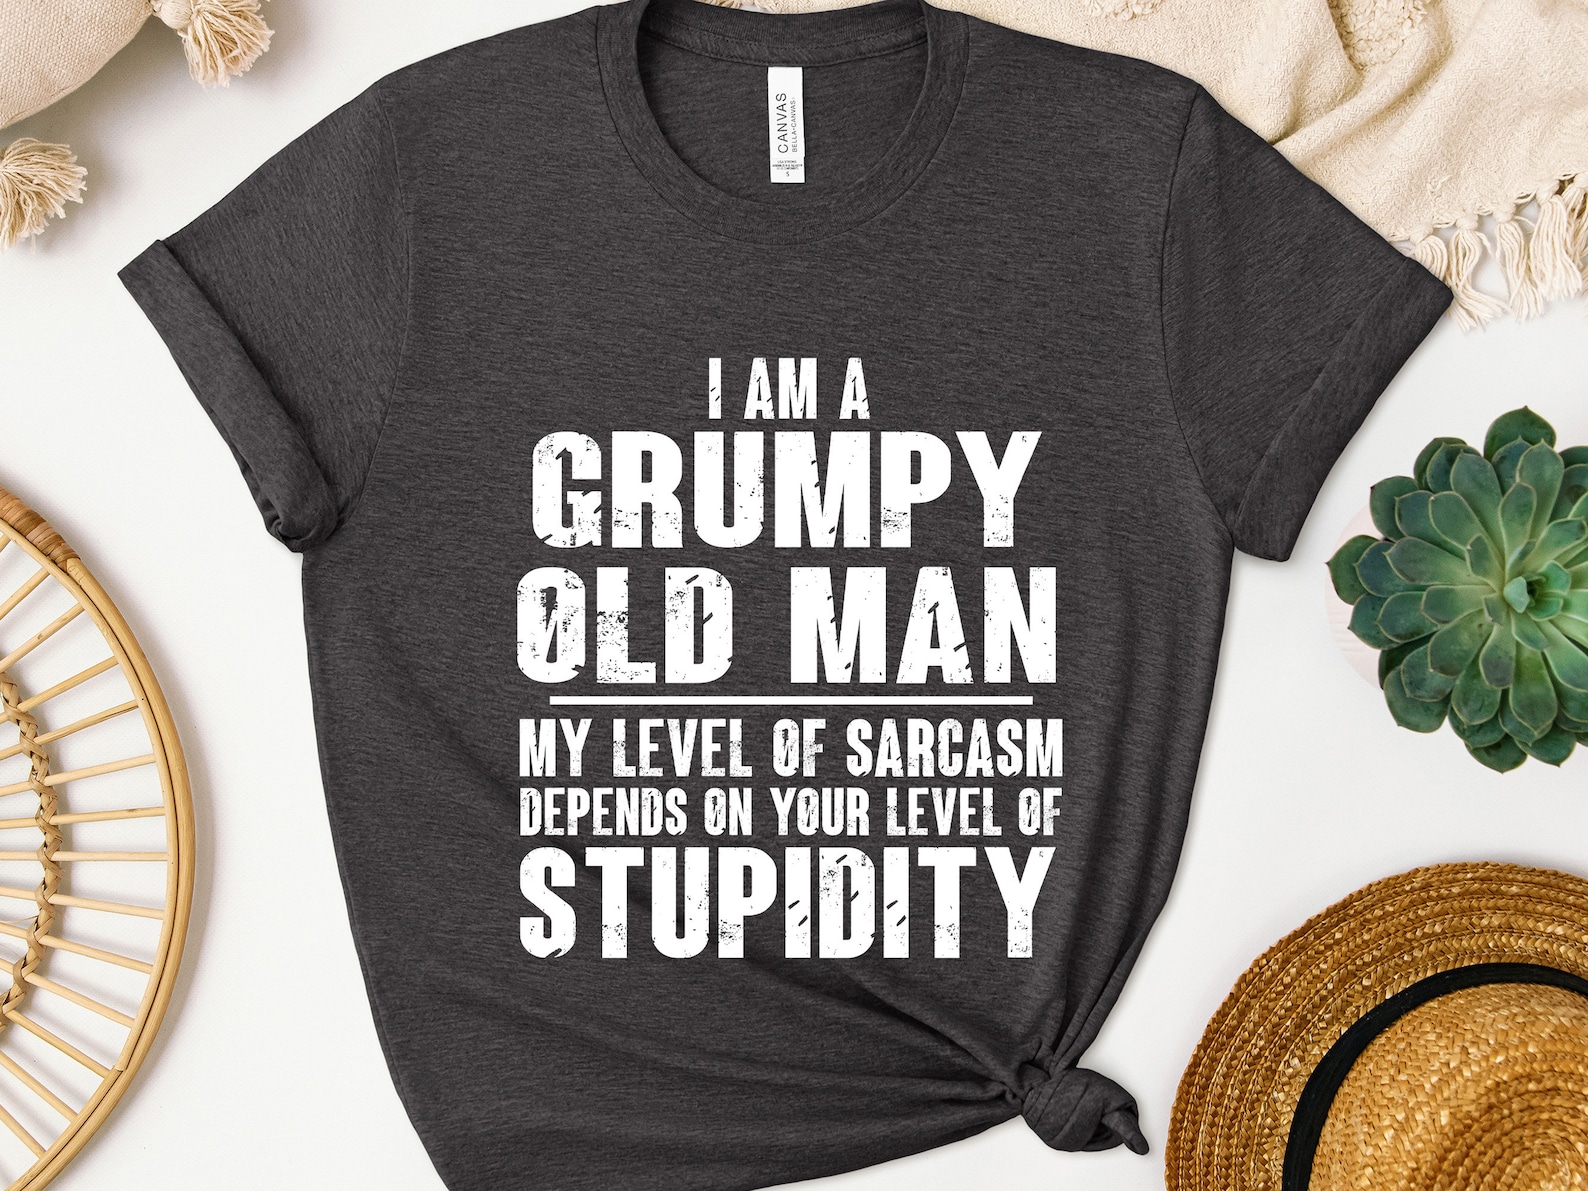 CANVAS
BELLA+CANVAS
S
I AM A
GRUMPY
OLD MAN
MY LEVEL OF SARCASM
DEPENDS ON YOUR LEVEL OF
STUPIDITY